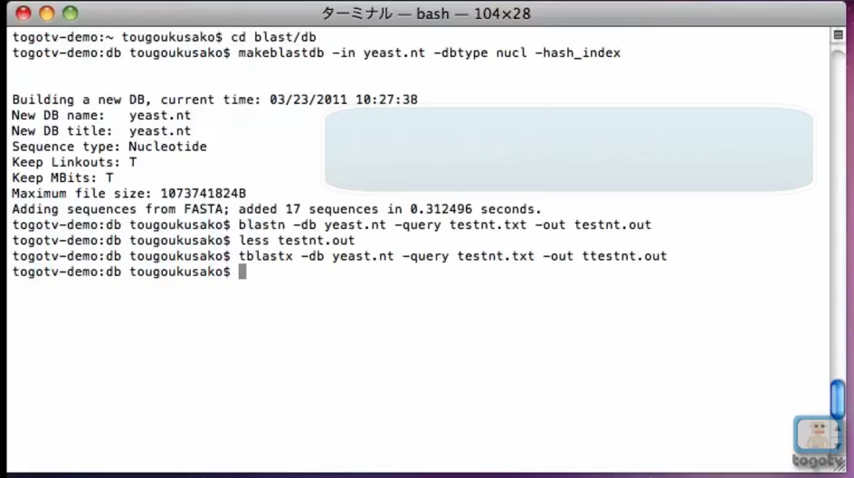 ターミナル — bash — 104×28
togotv-demo:~ tougoukusako$ cd blast/db
togotv-demo:db tougoukusako$ makeblastdb -in yeast.nt -dbtype nucl -hash_index
Building a new DB, current time: 03/23/2011 10:27:38
New DB name:   yeast.nt
New DB title:  yeast.nt
Sequence type: Nucleotide
Keep Linkouts: T
Keep MBits: T
Maximum file size: 1073741824B
Adding sequences from FASTA; added 17 sequences in 0.312496 seconds.
togotv-demo:db tougoukusako$ blastn -db yeast.nt -query testnt.txt -out testnt.out
togotv-demo:db tougoukusako$ less testnt.out
togotv-demo:db tougoukusako$ tblastx -db yeast.nt -query testnt.txt -out ttestnt.out
togotv-demo:db tougoukusako$
togotv